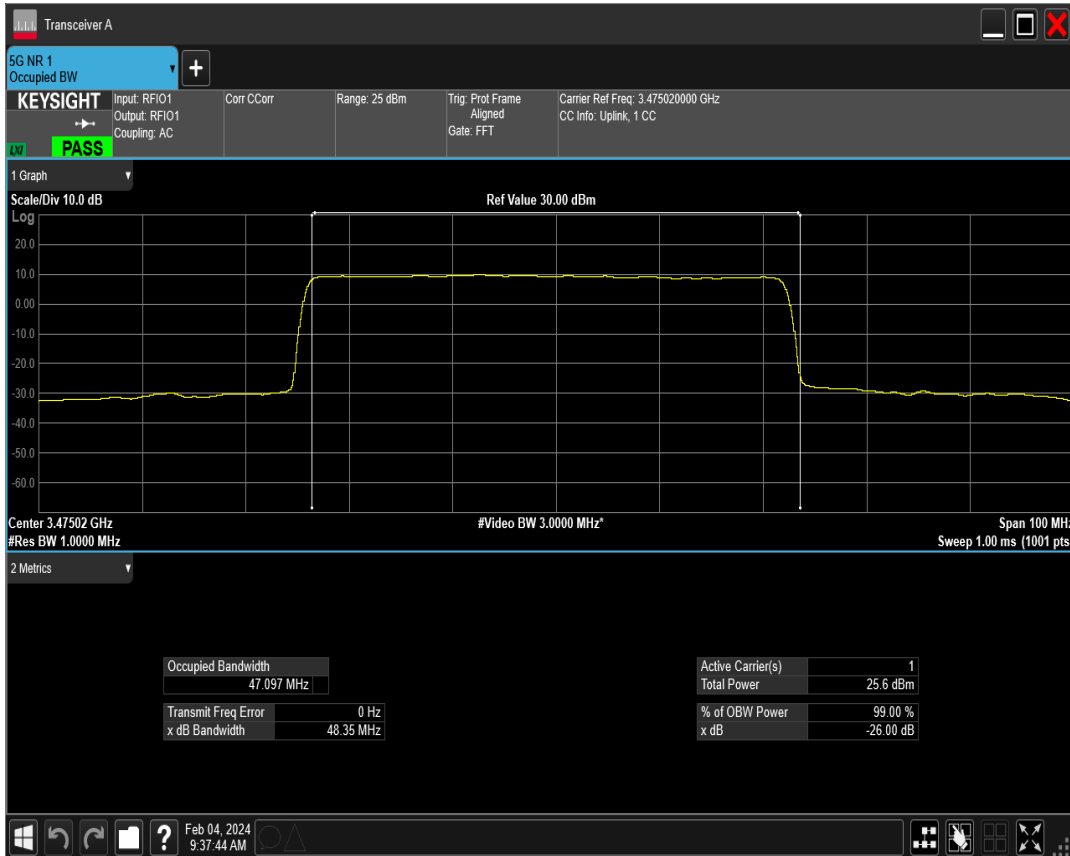 Transceiver A
5G NR 1
Occupied BW
+
KEYSIGHT
LXI
PASS
Input: RFIO1
Output: RFIO1
Coupling: AC
Corr CCorr
Range: 25 dBm
Trig: Prot Frame
Aligned
Gate: FFT
Carrier Ref Freq: 3.475020000 GHz
CC Info: Uplink, 1 CC
1 Graph
Scale/Div 10.0 dB
Ref Value 30.00 dBm
Log
20.0
10.0
0.00
-10.0
-20.0
-30.0
-40.0
-50.0
-60.0
Center 3.47502 GHz
#Video BW 3.0000 MHz*
Span 100 MHz
#Res BW 1.0000 MHz
Sweep 1.00 ms (1001 pts
2 Metrics
Occupied Bandwidth
47.097 MHz
Transmit Freq Error 0 Hz
x dB Bandwidth 48.35 MHz
Active Carrier(s) 1
Total Power 25.6 dBm
% of OBW Power 99.00 %
x dB -26.00 dB
?
Feb 04, 2024
9:37:44 AM